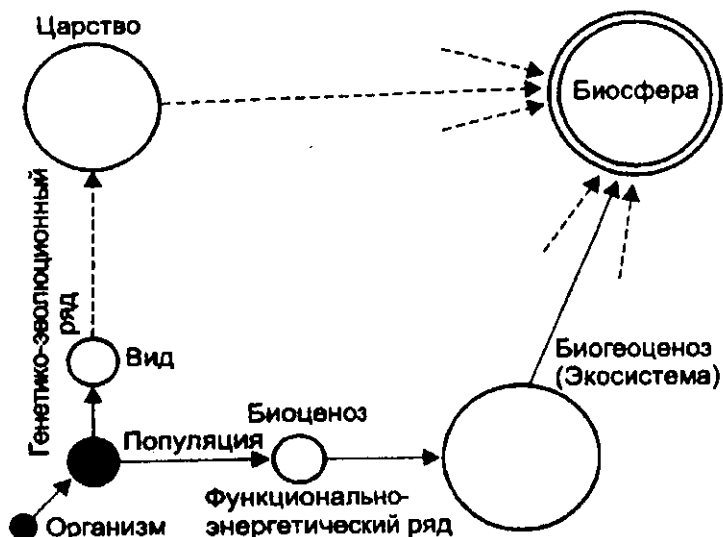 Царство
Биосфера
Генетико-эволюционный
ряд
Вид
Биогеоценоз
(Экосистема)
Биоценоз
Популяция
Функционально-
энергетический ряд
Организм